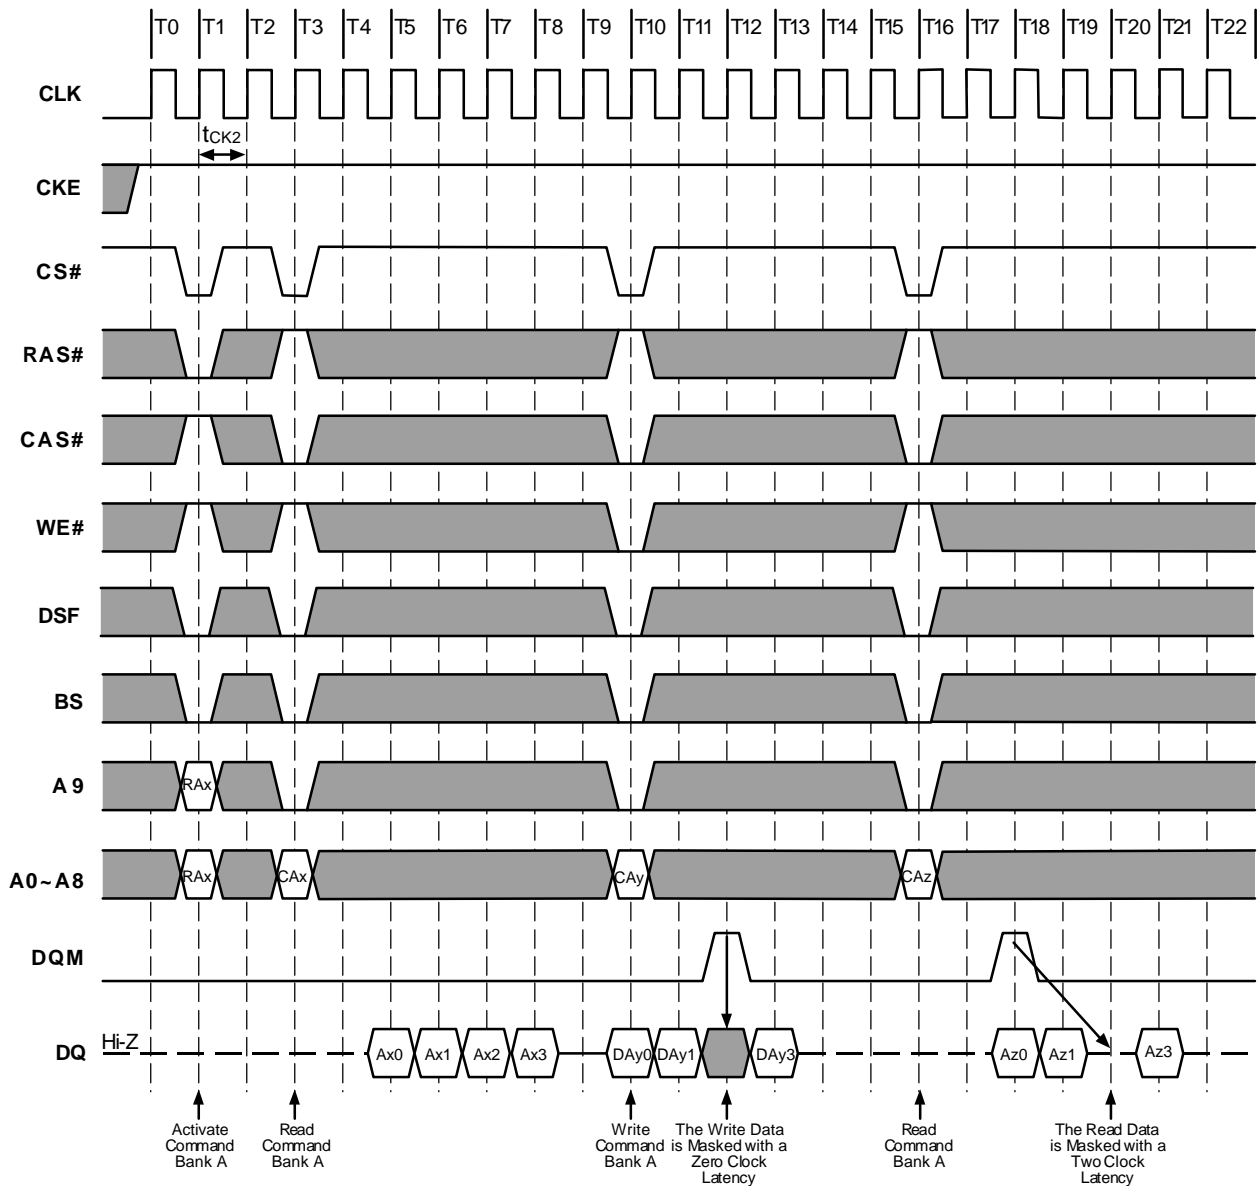 T0 T1 T2 T3 T4 T5 T6 T7 T8 T9 T10 T11 T12 T13 T14 T15 T16 T17 T18 T19 T20 T21 T22
CLK
tCK2
CKE
CS#
RAS#
CAS#
WE#
DSF
BS
A9
RAx
A0~A8
RAx CAx CAy CAz
DQM
DQ
Hi-Z
Ax0 Ax1 Ax2 Ax3 DAy0 DAy1 DAy3 Az0 Az1 Az3
Activate
Command
Bank A
Read
Command
Bank A
Write
Command
Bank A
The Write Data
is Masked with a
Zero Clock
Latency
Read
Command
Bank A
The Read Data
is Masked with a
Two Clock
Latency